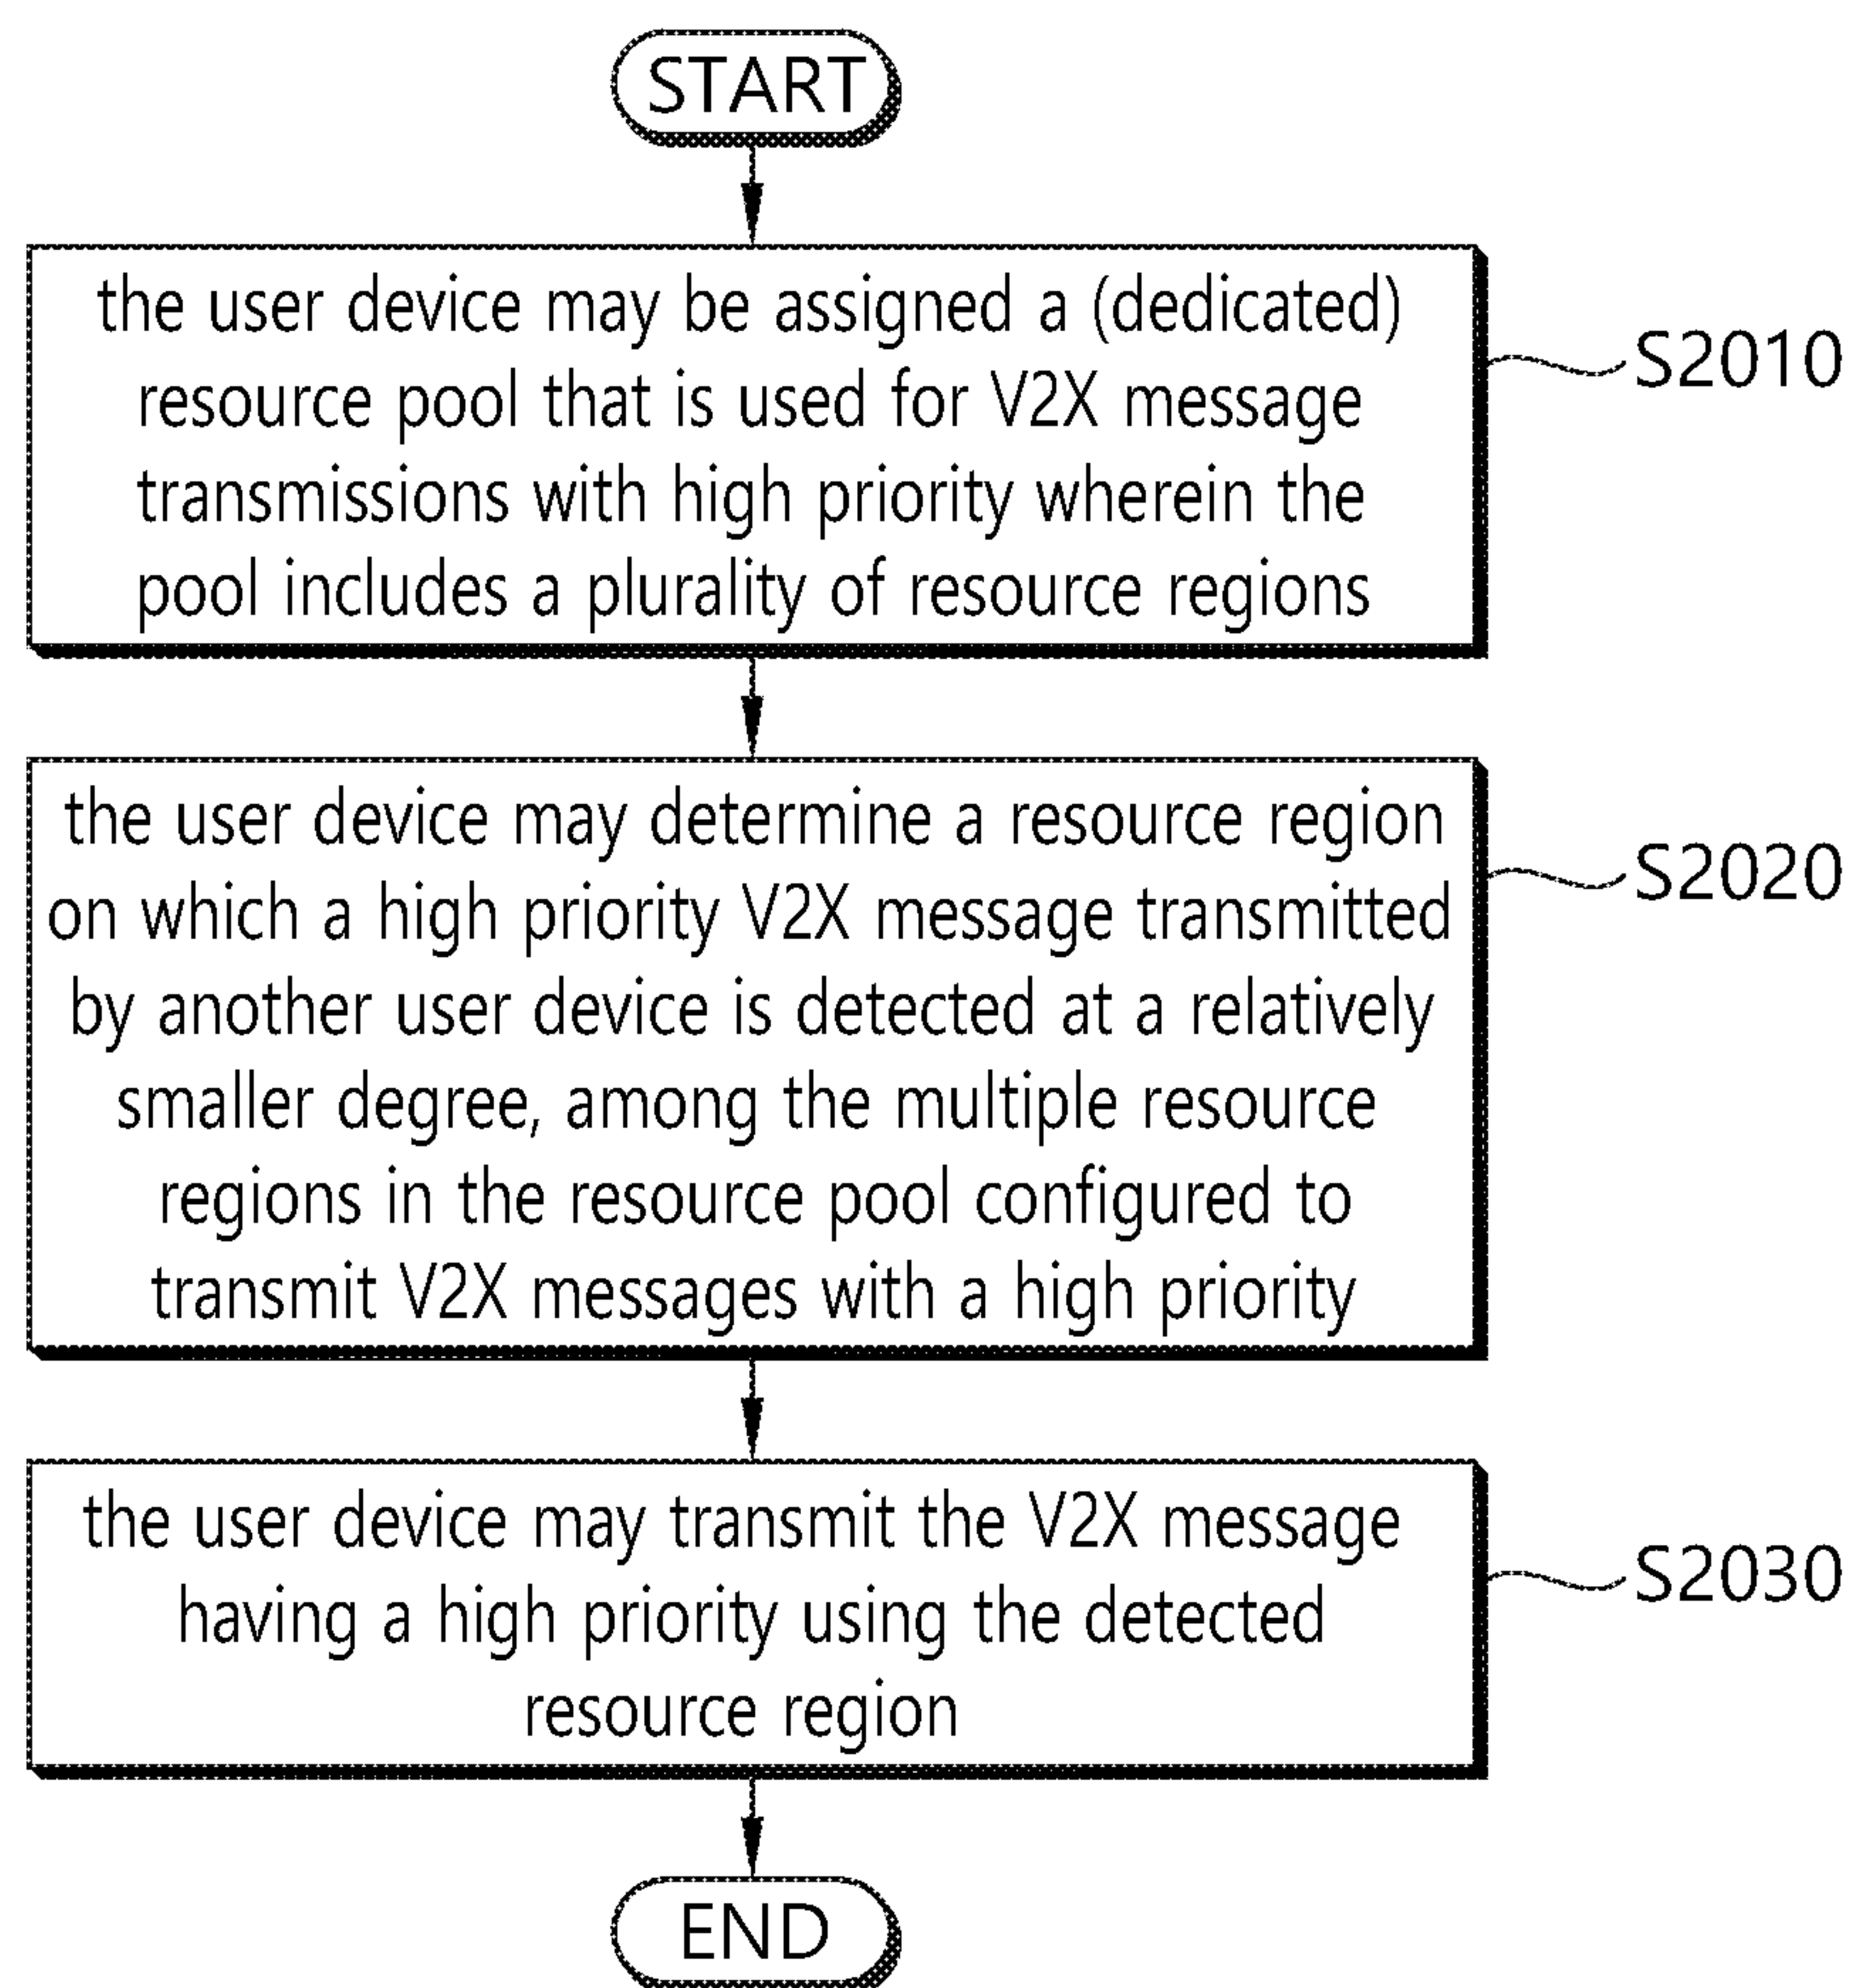 START
the user device may be assigned a (dedicated)
resource pool that is used for V2X message
transmissions with high priority wherein the
pool includes a plurality of resource regions
S2010
the user device may determine a resource region
on which a high priority V2X message transmitted
by another user device is detected at a relatively
smaller degree, among the multiple resource
regions in the resource pool configured to
transmit V2X messages with a high priority
S2020
the user device may transmit the V2X message
having a high priority using the detected
resource region
S2030
END